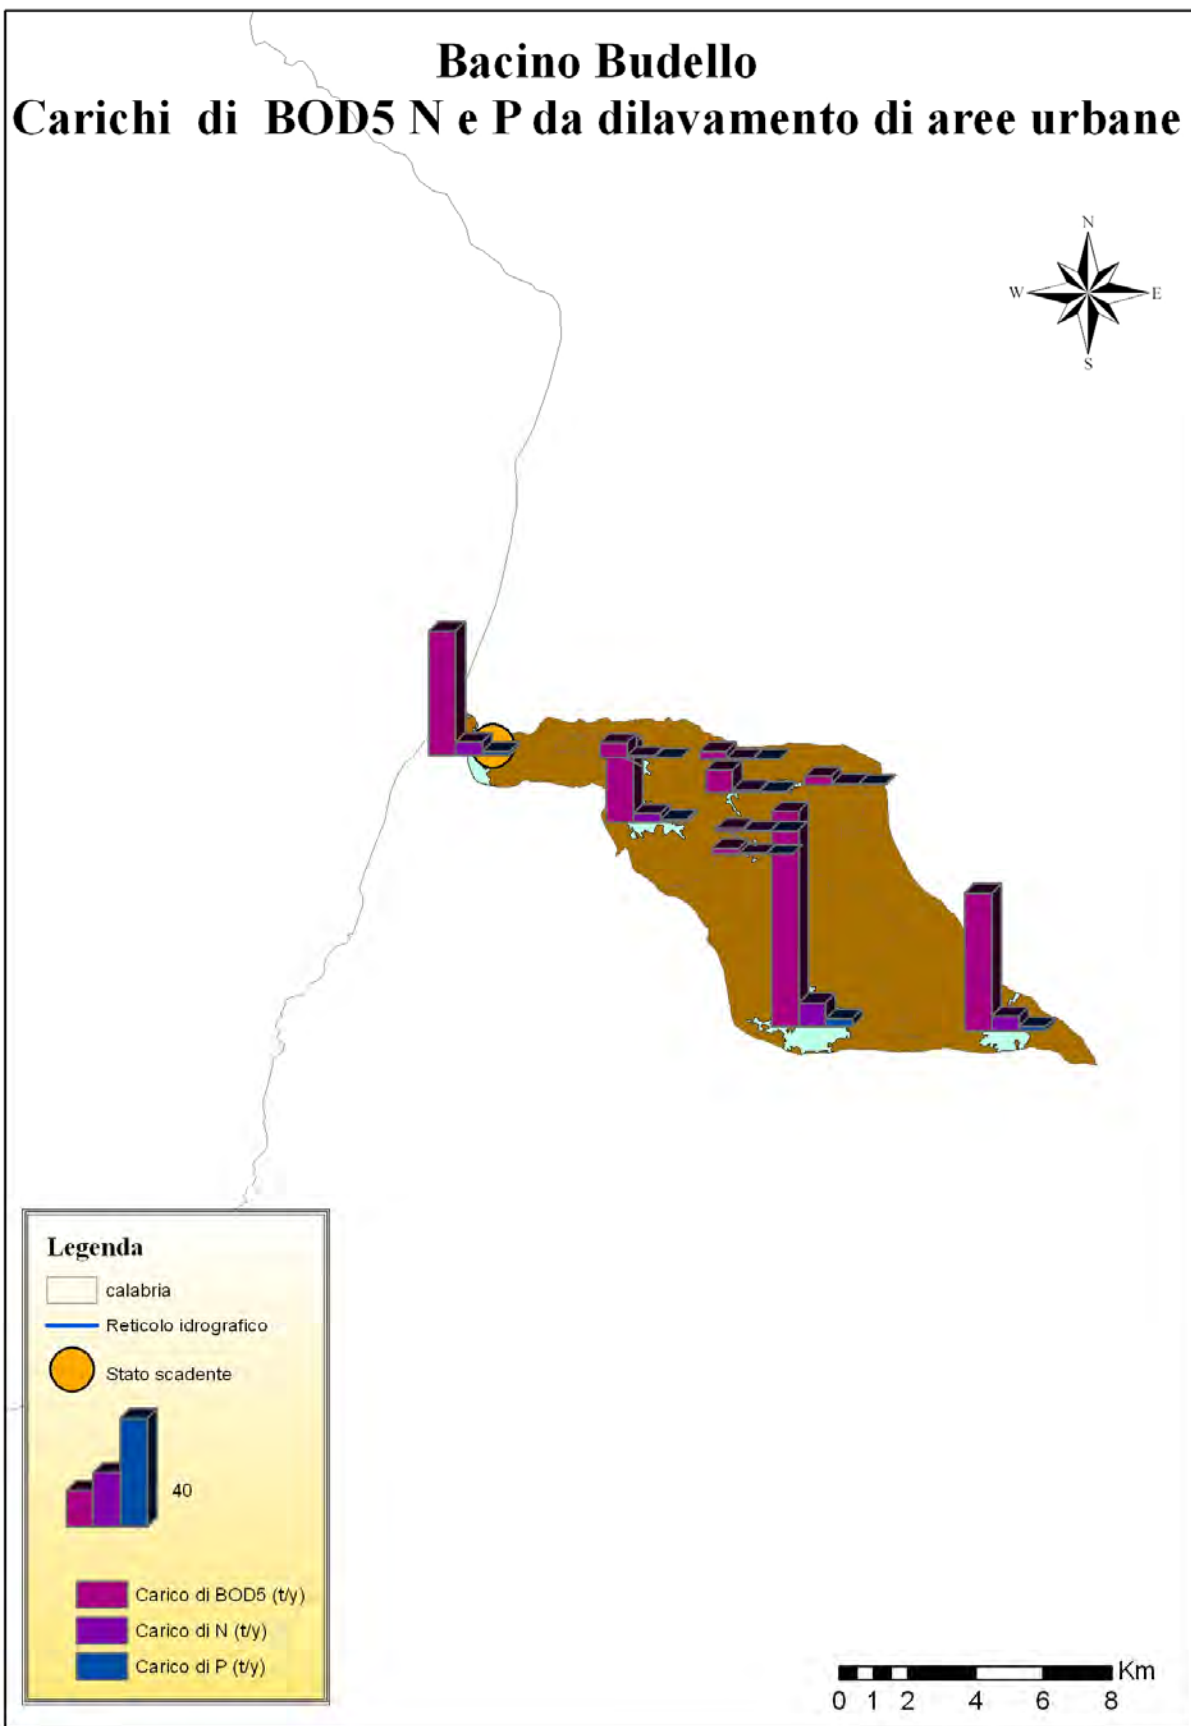 Bacino Budello
Carichi di BOD5 N e P da dilavamento di aree urbane
N
W E
S
Legenda
calabria
Reticolo idrografico
Stato scadente
40
Carico di BOD5 (t/y)
Carico di N (t/y)
Carico di P (t/y)
Km
0 1 2 4 6 8